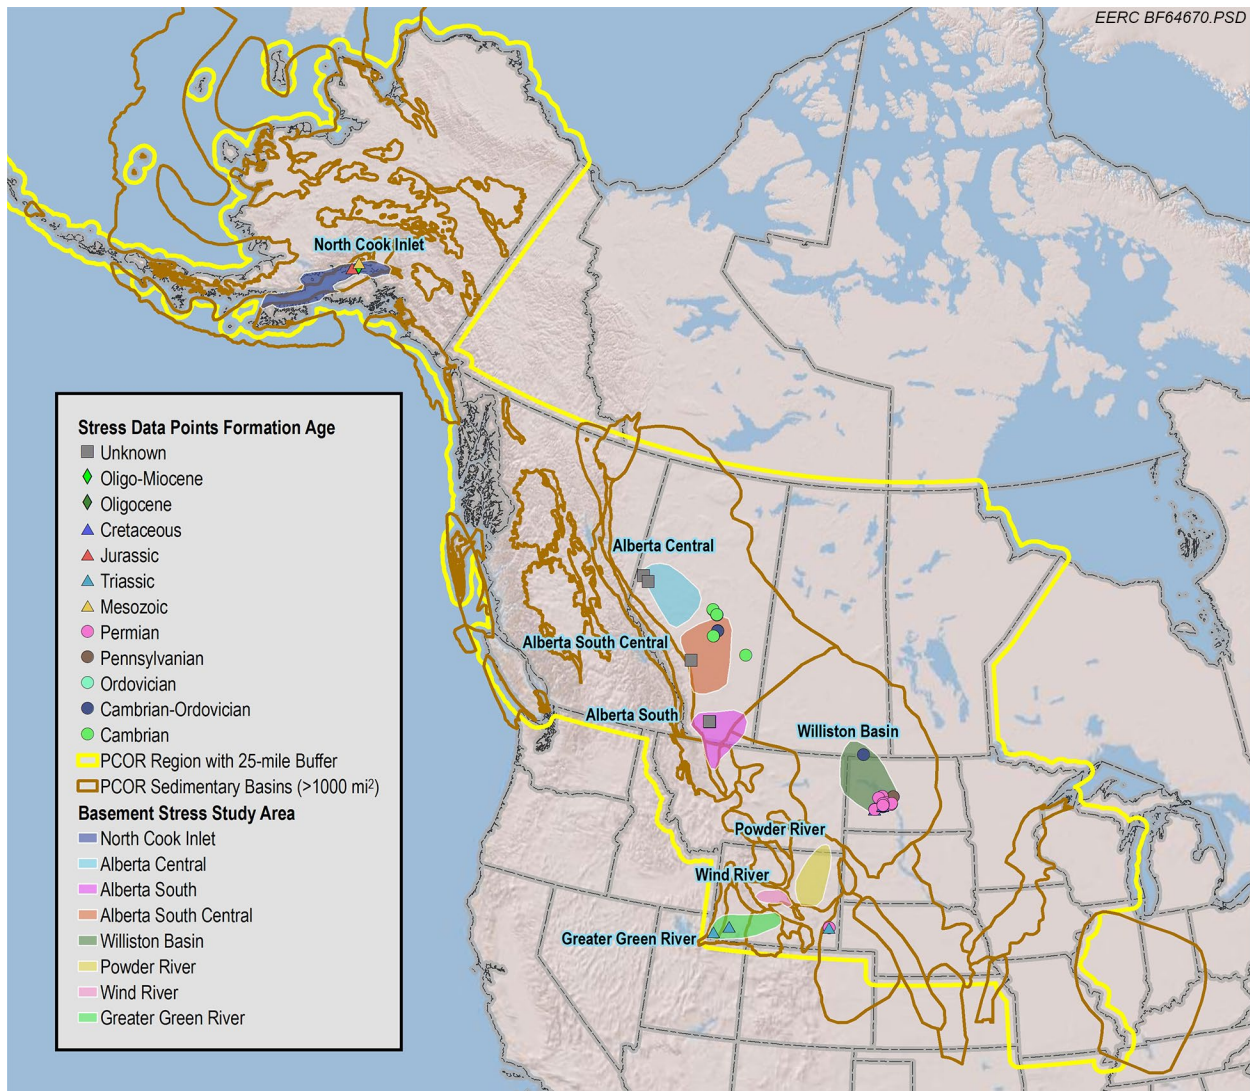 EERC BF64670.PSD
North Cook Inlet
Stress Data Points Formation Age
Unknown
Oligo-Miocene
Oligocene
Cretaceous
Jurassic
Triassic
Mesozoic
Permian
Pennsylvanian
Ordovician
Cambrian-Ordovician
Cambrian
PCOR Region with 25-mile Buffer
PCOR Sedimentary Basins (>1000 mi²)
Basement Stress Study Area
North Cook Inlet
Alberta Central
Alberta South
Alberta South Central
Williston Basin
Powder River
Wind River
Greater Green River
Alberta Central
Alberta South Central
Alberta South
Williston Basin
Powder River
Wind River
Greater Green River